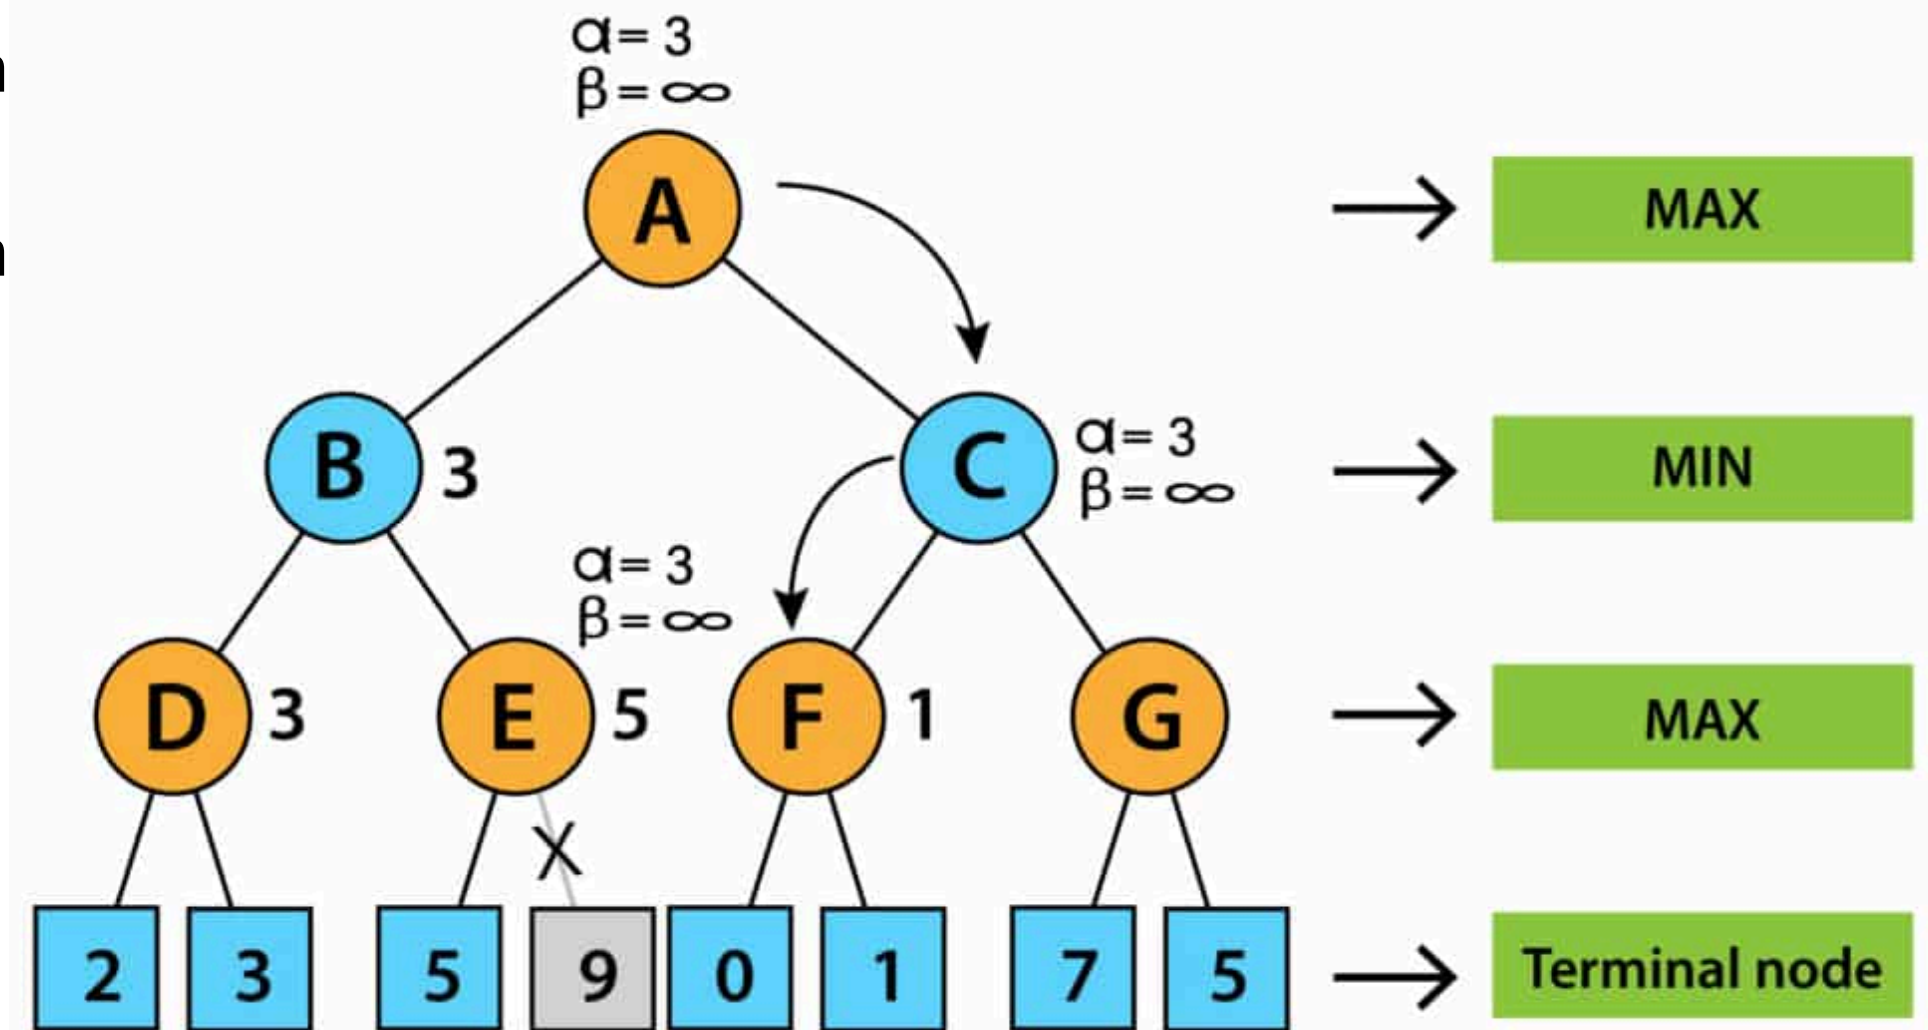 n
n
α= 3
β= ∞
A
MAX
B
3
C
α= 3
β= ∞
MIN
α= 3
β= ∞
D
3
E
5
F
1
G
MAX
X
2
3
5
9
0
1
7
5
Terminal node